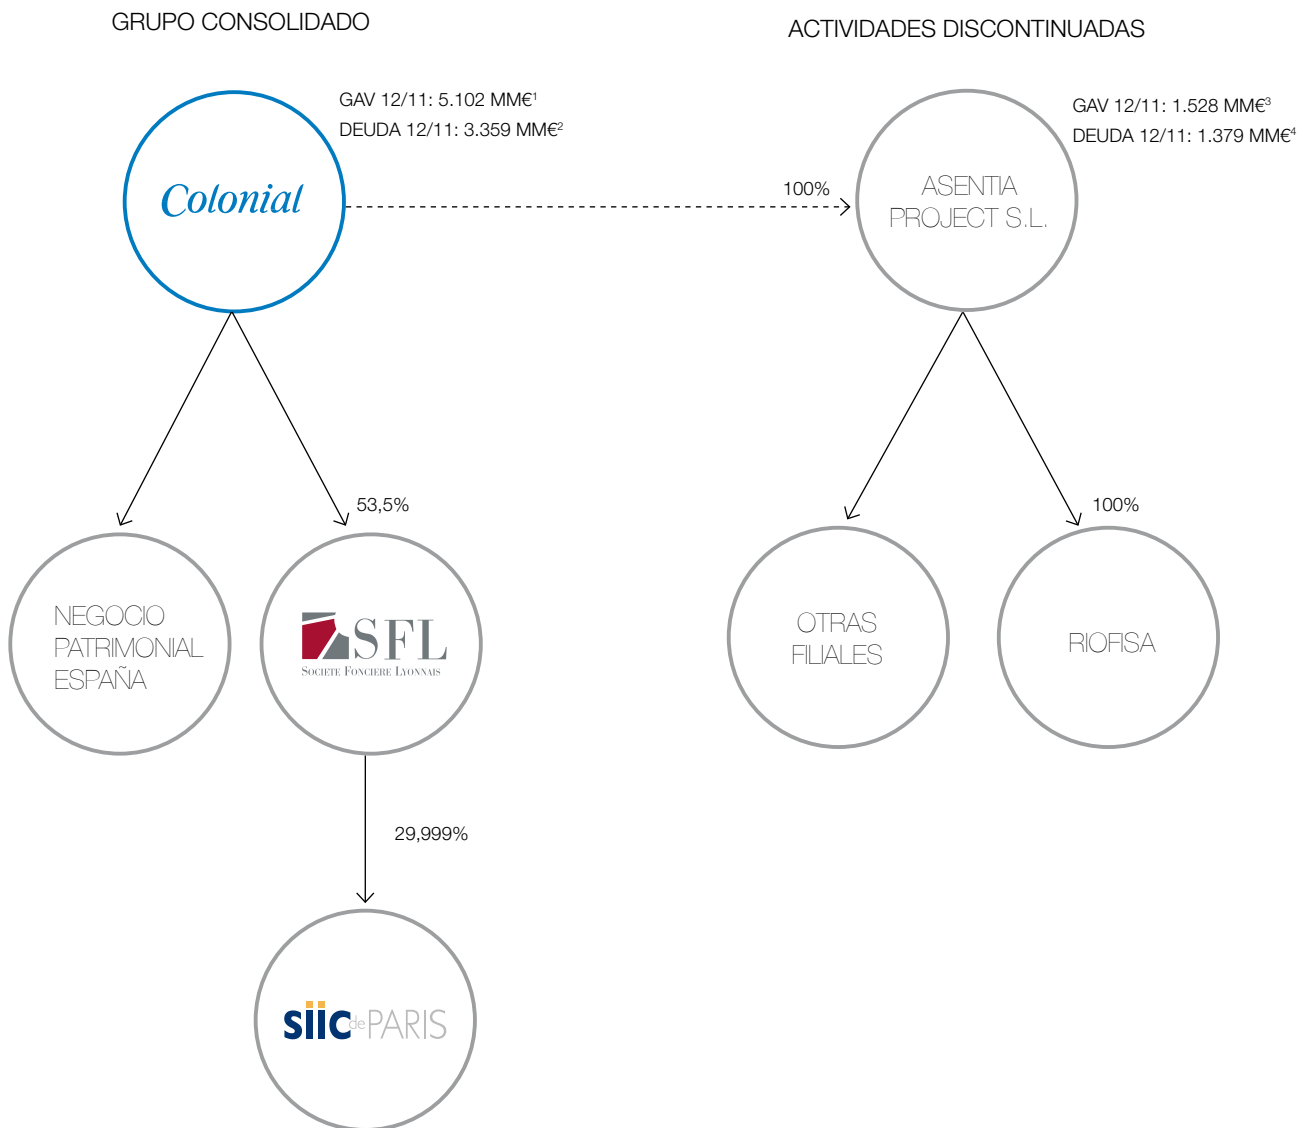 GRUPO CONSOLIDADO
ACTIVIDADES DISCONTINUADAS
GAV 12/11: 5.102 MM€¹
DEUDA 12/11: 3.359 MM€²
GAV 12/11: 1.528 MM€³
DEUDA 12/11: 1.379 MM€⁴
Colonial
100%
ASENTIA
PROJECT S.L.
53,5%
100%
NEGOCIO
PATRIMONIAL
ESPAÑA
SFL
SOCIETE FONCIERE LYONNAIS
OTRAS
FILIALES
RIOFISA
29,999%
siic de PARIS